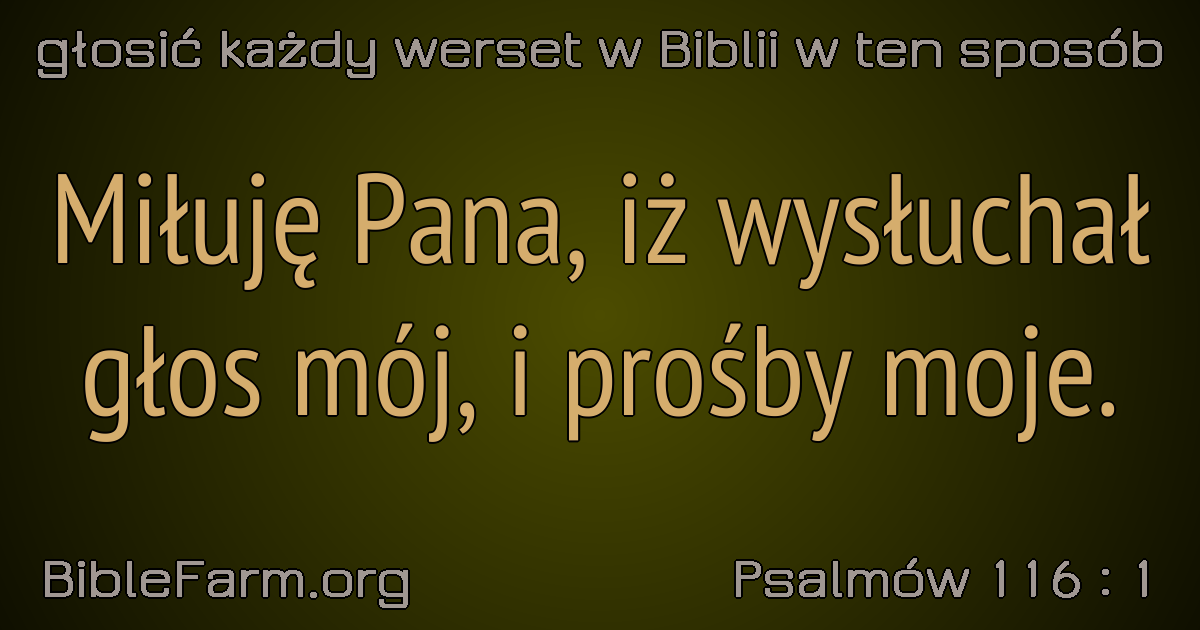 głosić każdy werset w Biblii w ten sposób
Miłuję Pana, iż wysłuchał
głos mój, i prośby moje.
BibleFarm.org
Psalmów 116 : 1